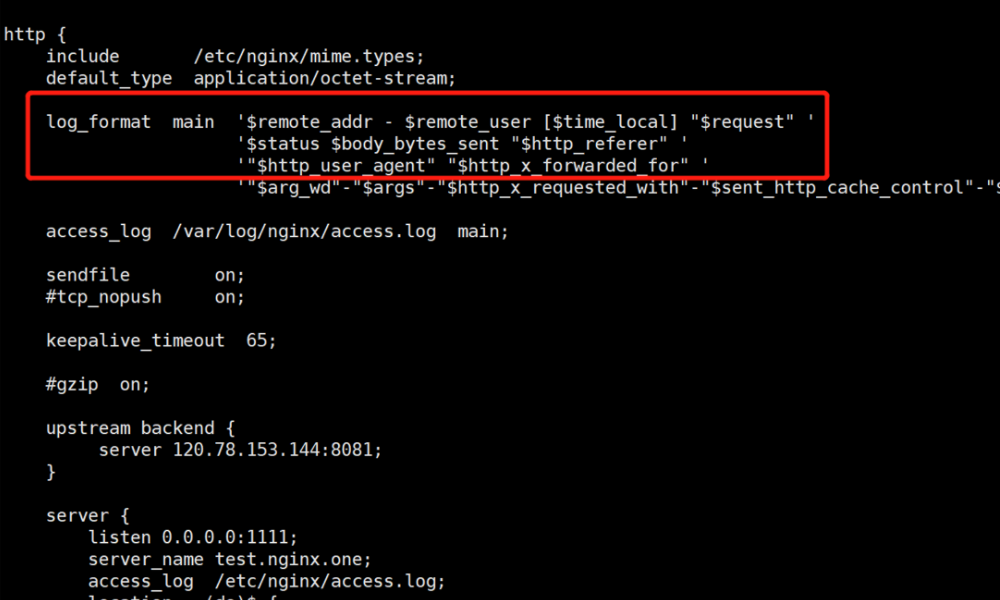 http {
    include       /etc/nginx/mime.types;
    default_type  application/octet-stream;
    log_format  main  '$remote_addr - $remote_user [$time_local] "$request" '
                      '$status $body_bytes_sent "$http_referer" '
                      '"$http_user_agent" "$http_x_forwarded_for" '
                      '"$arg_wd"-"$args"-"$http_x_requested_with"-"$sent_http_cache_control"-"
    access_log  /var/log/nginx/access.log  main;
    sendfile        on;
    #tcp_nopush     on;
    keepalive_timeout  65;
    #gzip  on;
    upstream backend {
         server 120.78.153.144:8081;
    }
    server {
        listen 0.0.0.0:1111;
        server_name test.nginx.one;
        access_log  /etc/nginx/access.log;